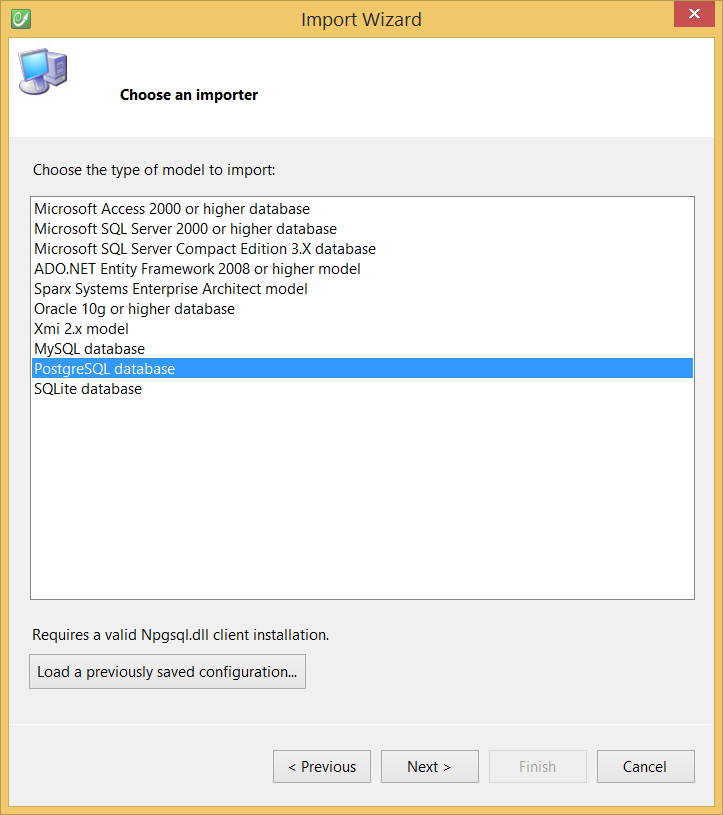 Import Wizard
Choose an importer
Choose the type of model to import:
Microsoft Access 2000 or higher database
Microsoft SQL Server 2000 or higher database
Microsoft SQL Server Compact Edition 3.X database
ADO.NET Entity Framework 2008 or higher model
Sparx Systems Enterprise Architect model
Oracle 10g or higher database
Xmi 2.x model
MySQL database
PostgreSQL database
SQLite database
Requires a valid Npgsql.dll client installation.
Load a previously saved configuration...
< Previous
Next >
Finish
Cancel